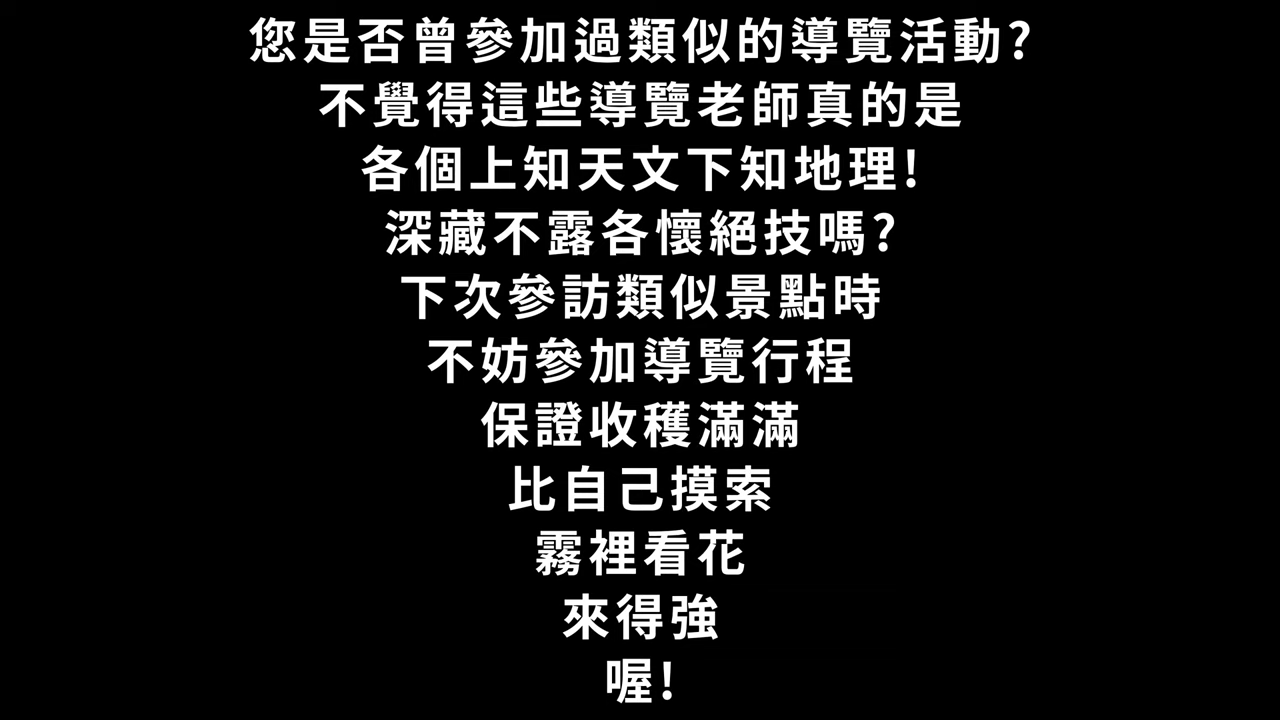 您是否曾參加過類似的導覽活動?
不覺得這些導覽老師真的是
各個上知天文下知地理!
深藏不露各懷絕技嗎?
下次參訪類似景點時
不妨參加導覽行程
保證收穫滿滿
比自己摸索
霧裡看花
來得強
喔!